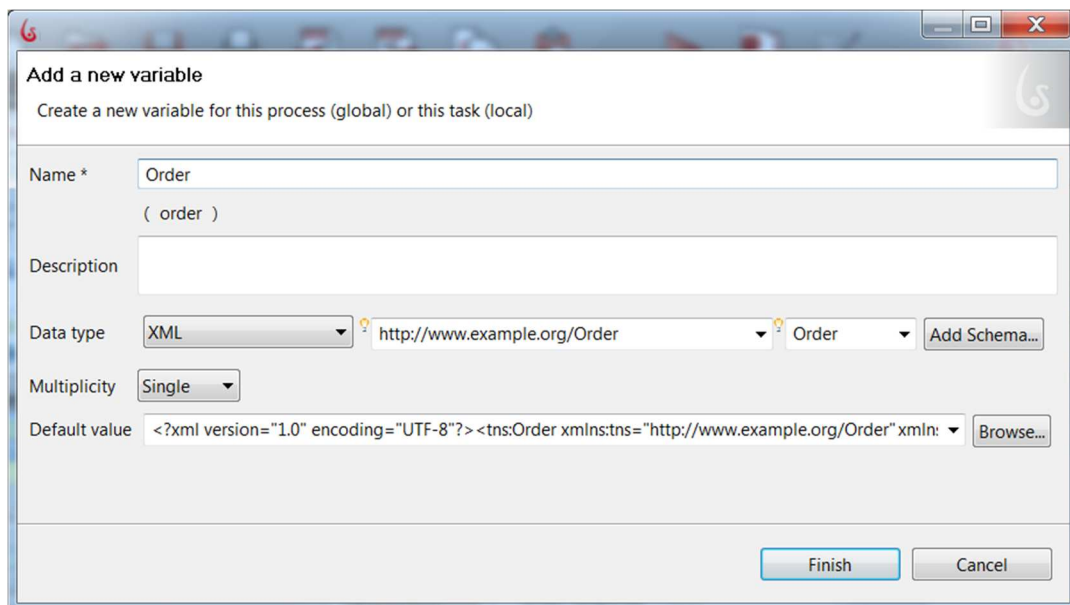 Add a new variable
Create a new variable for this process (global) or this task (local)
Name * Order
( order )
Description
Data type XML http://www.example.org/Order Order Add Schema...
Multiplicity Single
Default value <?xml version="1.0" encoding="UTF-8"?><tns:Order xmlns:tns="http://www.example.org/Order"xmlns Browse...
Finish Cancel